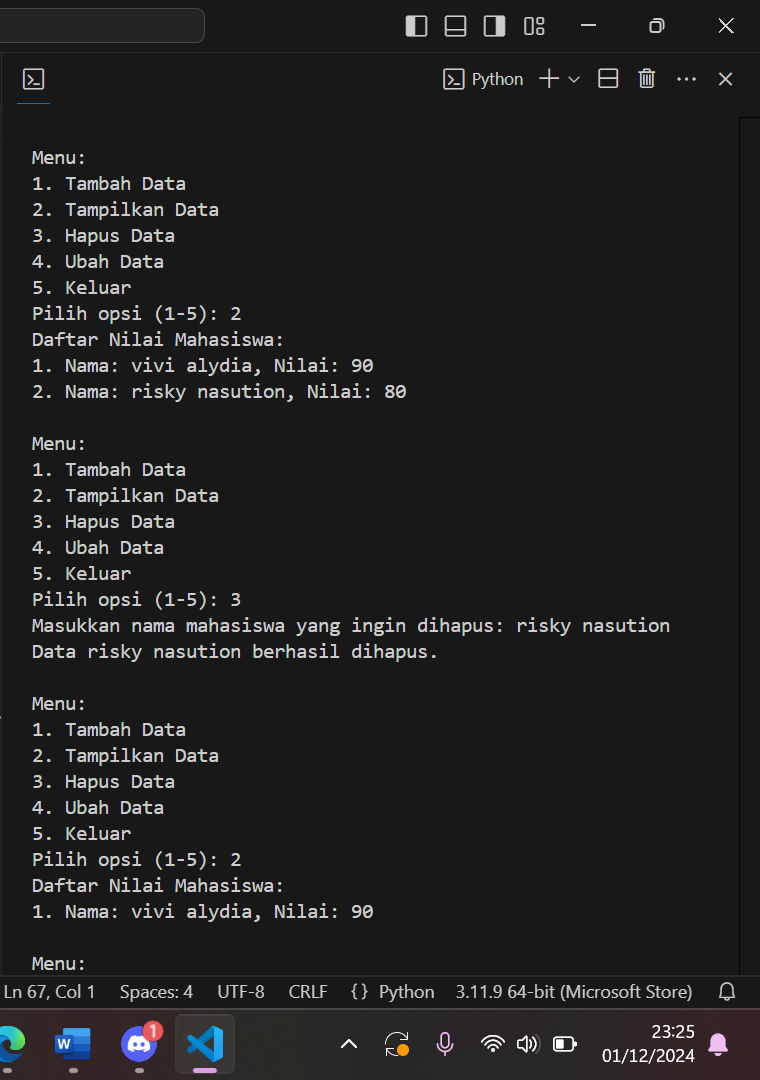 Python
Menu:
1. Tambah Data
2. Tampilkan Data
3. Hapus Data
4. Ubah Data
5. Keluar
Pilih opsi (1-5): 2
Daftar Nilai Mahasiswa:
1. Nama: vivi alydia, Nilai: 90
2. Nama: risky nasution, Nilai: 80
Menu:
1. Tambah Data
2. Tampilkan Data
3. Hapus Data
4. Ubah Data
5. Keluar
Pilih opsi (1-5): 3
Masukkan nama mahasiswa yang ingin dihapus: risky nasution
Data risky nasution berhasil dihapus.
Menu:
1. Tambah Data
2. Tampilkan Data
3. Hapus Data
4. Ubah Data
5. Keluar
Pilih opsi (1-5): 2
Daftar Nilai Mahasiswa:
1. Nama: vivi alydia, Nilai: 90
Menu:
Ln 67, Col 1 Spaces: 4 UTF-8 CRLF {} Python 3.11.9 64-bit (Microsoft Store)
W 1 23:25
01/12/2024